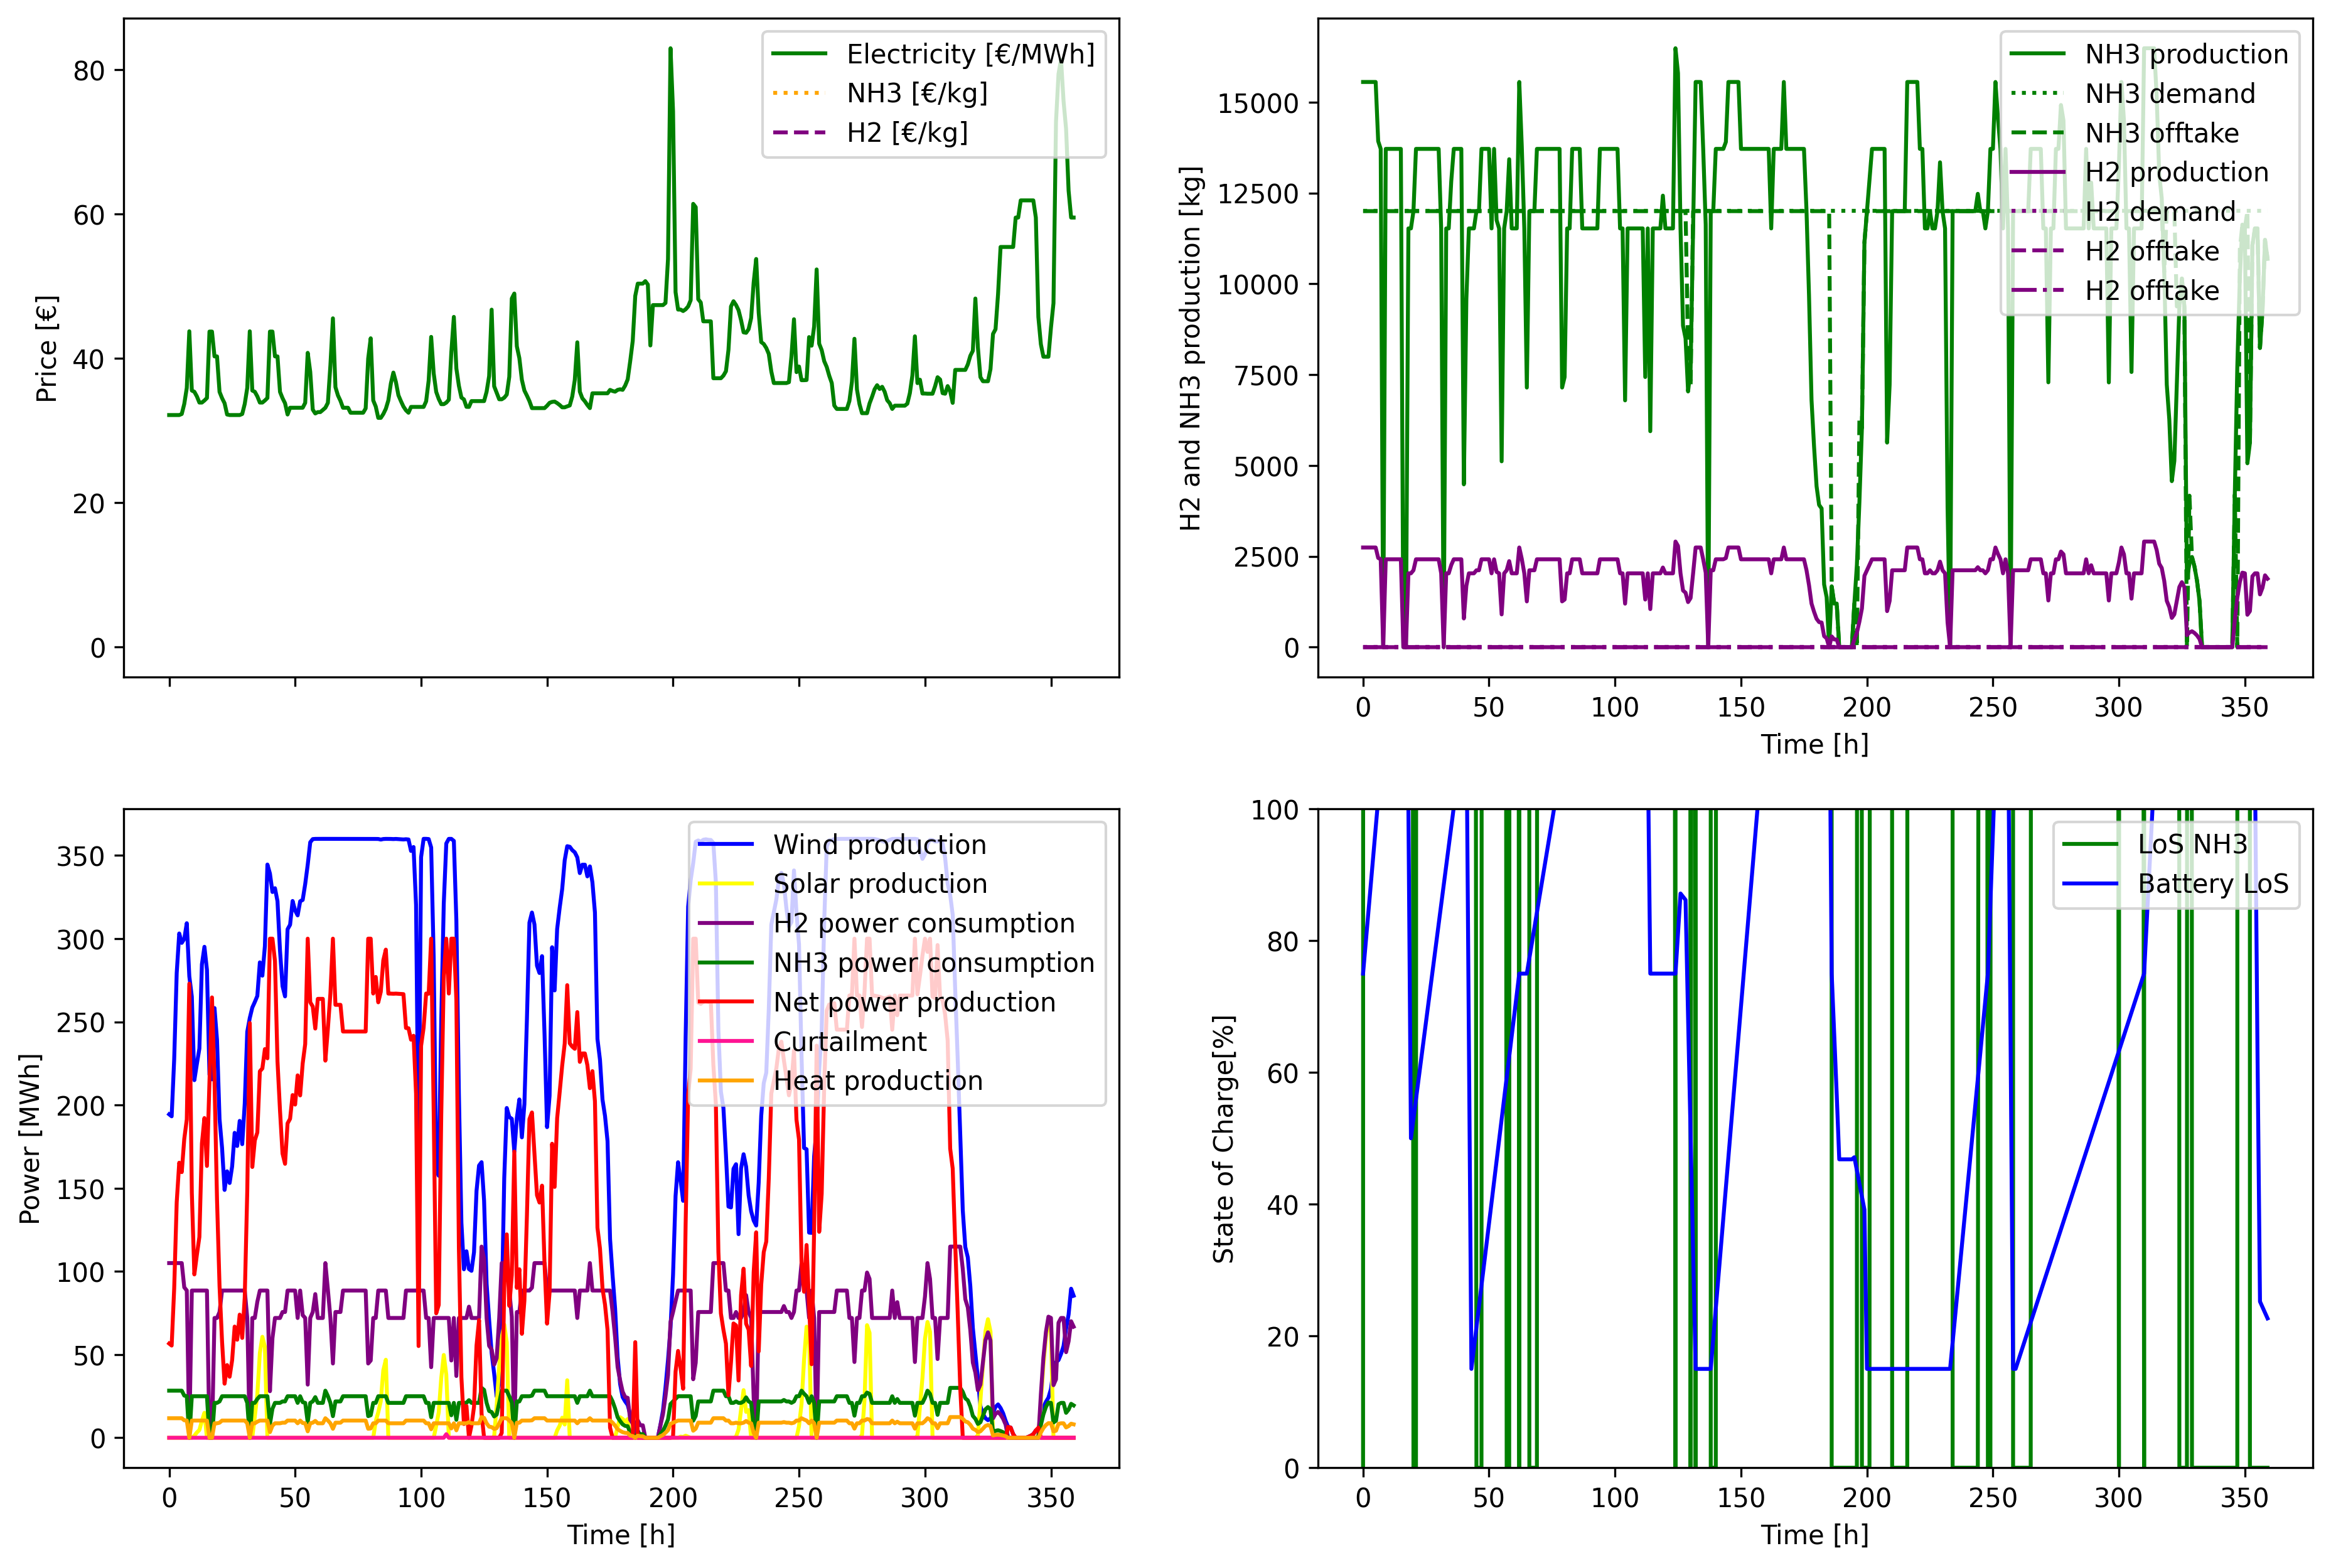 80
60
40
20
0
Price [€]
Electricity [€/MWh]
NH3 [€/kg]
H2 [€/kg]
15000
12500
10000
7500
5000
2500
0
H2 and NH3 production [kg]
NH3 production
NH3 demand
NH3 offtake
H2 production
H2 demand
H2 offtake
H2 offtake
0 50 100 150 200 250 300 350
Time [h]
350
300
250
200
150
100
50
0
Power [MWh]
Wind production
Solar production
H2 power consumption
NH3 power consumption
Net power production
Curtailment
Heat production
0 50 100 150 200 250 300 350
Time [h]
100
80
60
40
20
0
State of Charge[%]
LoS NH3
Battery LoS
0 50 100 150 200 250 300 350
Time [h]